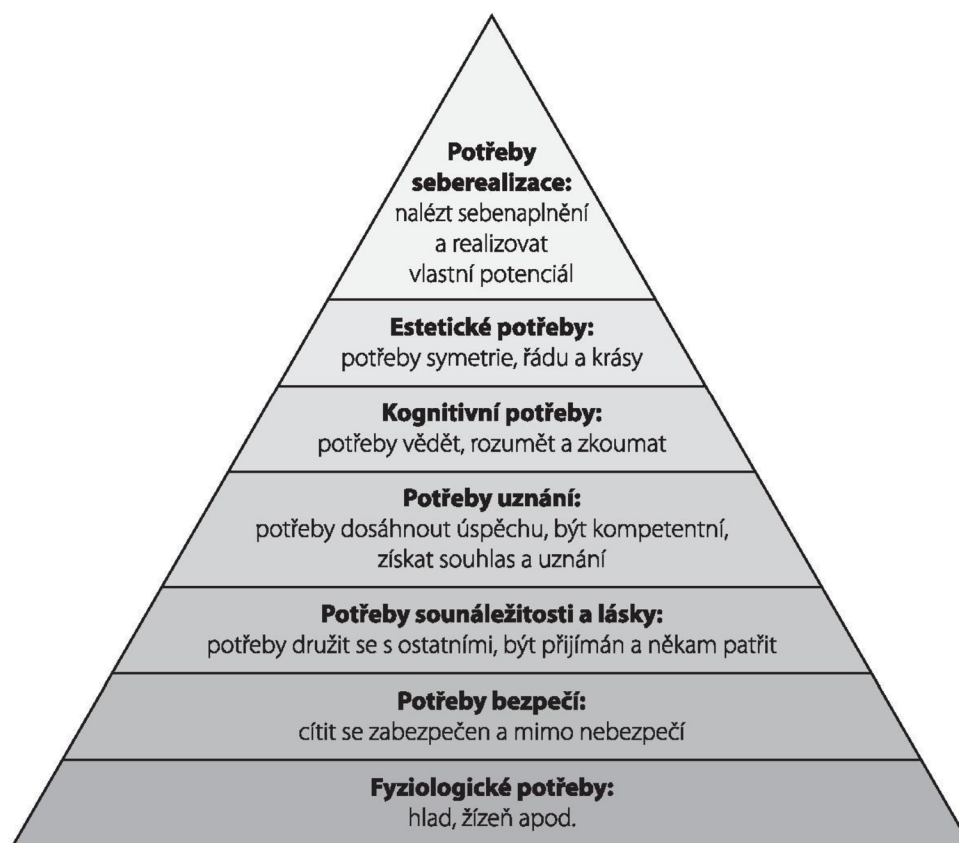 Potřeby
seberealizace:
nalézt sebenaplnění
a realizovat
vlastní potenciál
Estetické potřeby:
potřeby symetrie, řádu a krásy
Kognitivní potřeby:
potřeby vědět, rozumět a zkoumat
Potřeby uznání:
potřeby dosáhnout úspěchu, být kompetentní,
získat souhlas a uznání
Potřeby sounáležitosti a lásky:
potřeby družit se s ostatními, být přijímán a někam patřit
Potřeby bezpečí:
cítit se zabezpečen a mimo nebezpečí
Fyziologické potřeby:
hlad, žízeň apod.